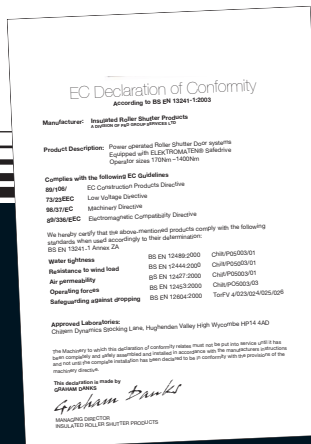 EC Declaration of Conformity
According to BS EN 13241-1:2003
Manufacturer: Insulated Roller Shutter Products
A DIVISION OF PSD GROUP SERVICES LTD
Product Description: Power operated Roller Shutter Door systems
Equipped with ELEKTROMATEN® Safedrive
Operator sizes 170Nm –1400Nm
Complies with the following EC Guidelines
89/106/ EC Construction Products Directive
73/23EEC Low Voltage Directive
98/37/EC Machinery Directive
89/336/EEC Electromagnetic Compatibility Directive
We hereby certify that the above-mentioned products comply with the following
standards when used accordingly to their determination:
BS EN 13241-1 Annex ZA
Water tightness BS EN 12489:2000 Chilt/P05003/01
Resistance to wind load BS EN 12444:2000 Chilt/P05003/01
Air permeability BS EN 12427:2000 Chilt/P05003/01
Operating forces BS EN 12453:2000 Chilt/PO5003/03
Safeguarding against dropping BS EN 12604:2000 TorFV 4/023/024/025/026
Approved Laboratories:
Chiltern Dynamics Stocking Lane, Hughenden Valley High Wycombe HP14 4AD
The Machinery to which this declaration of conformity relates must not be put into service until it has
been completely and safely assembled and installed in accordance with the manufacturers instructions
and not until the complete installation has been declared to be in conformity with the provisions of the
machinery directive.
This declaration is made by
GRAHAM DANKS
Graham Danks
MANAGING DIRECTOR
INSULATED ROLLER SHUTTER PRODUCTS